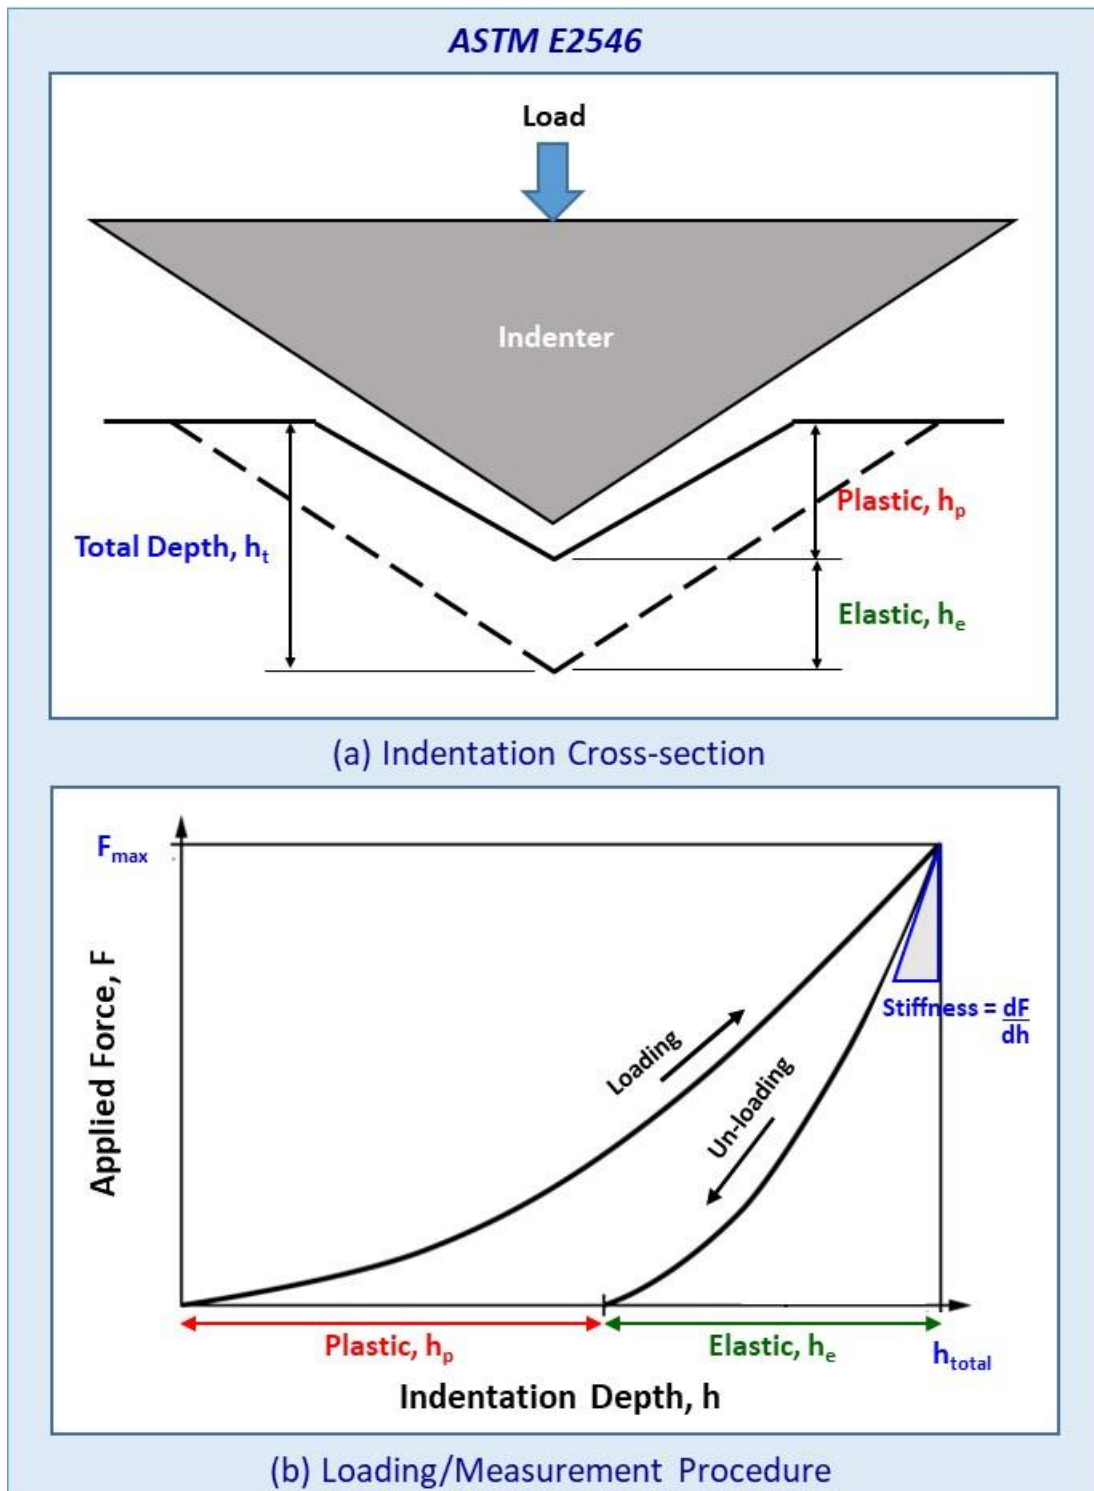 ASTM E2546
Load
Indenter
Plastic, hp
Total Depth, ht
Elastic, he
(a) Indentation Cross-section
Fmax
Applied Force, F
Stiffness = dF
dh
Loading
Un-loading
Plastic, hp
Elastic, he
htotal
Indentation Depth, h
(b) Loading/Measurement Procedure